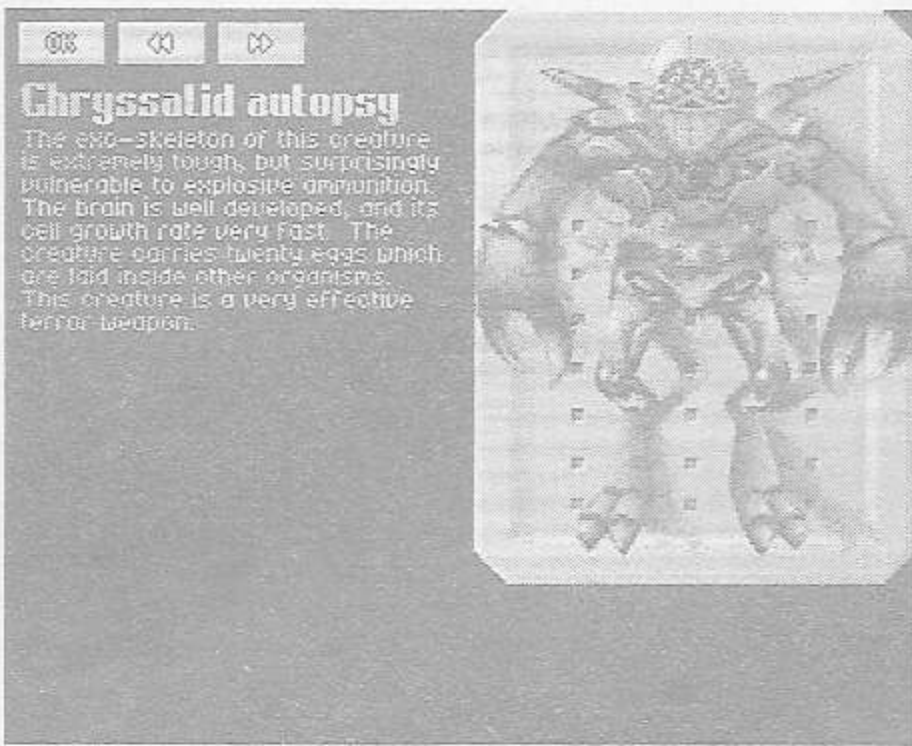 OK
Chryssalid autopsy
The exo-skeleton of this creature
is extremely tough, but surprisingly
vulnerable to explosive ammunition.
The brain is well developed, and its
cell growth rate very fast. The
creature carries twenty eggs which
are laid inside other organisms.
This creature is a very effective
terror weapon.